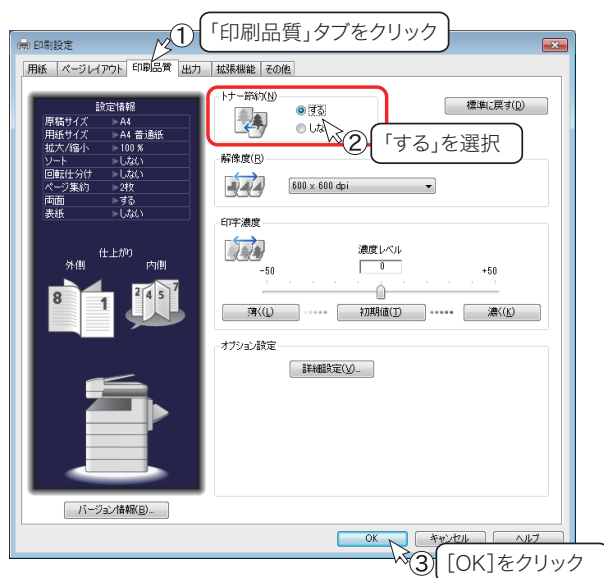 ①「印刷品質」タブをクリック
印刷設定
用紙 ページレイアウト 印刷品質 出力 拡張機能 その他
設定情報
原稿サイズ ▶A4
用紙サイズ ▶A4 普通紙
拡大/縮小 ▶100 %
ソート ▶しない
回転仕分け ▶しない
ページ集約 ▶2枚
両面 ▶する
表紙 ▶しない
仕上がり
外側 内側
8 1 2 4 5 7
バージョン情報(B)...
トナー節約(N)
する
しな
②「する」を選択
標準に戻す(D)
解像度(R)
600 x 600 dpi
印字濃度
濃度レベル
-50 0 +50
薄く(L) 初期値(T) 濃く(K)
オプション設定
詳細設定(V)...
OK キャンセル ヘルプ
③ [OK]をクリック